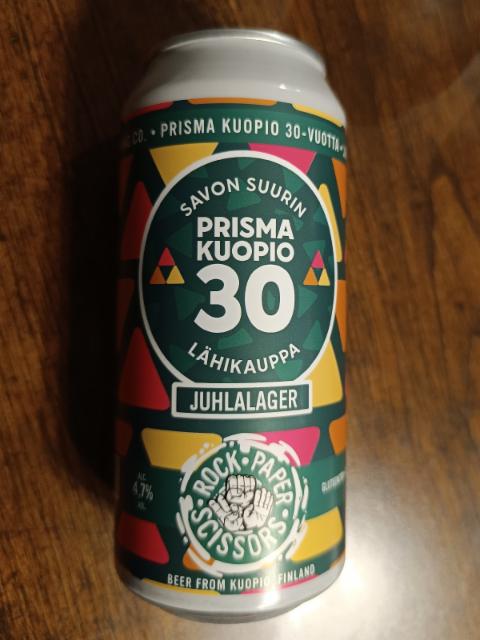 CO. • PRISMA KUOPIO 30-VUOTTA •
SAVON SUURIN
PRISMA
KUOPIO
30
LÄHIKAUPPA
JUHLALAGER
ALC.
4,7%
VOL.
ROCK • PAPER
SCISSORS
BEER FROM KUOPIO, FINLAND